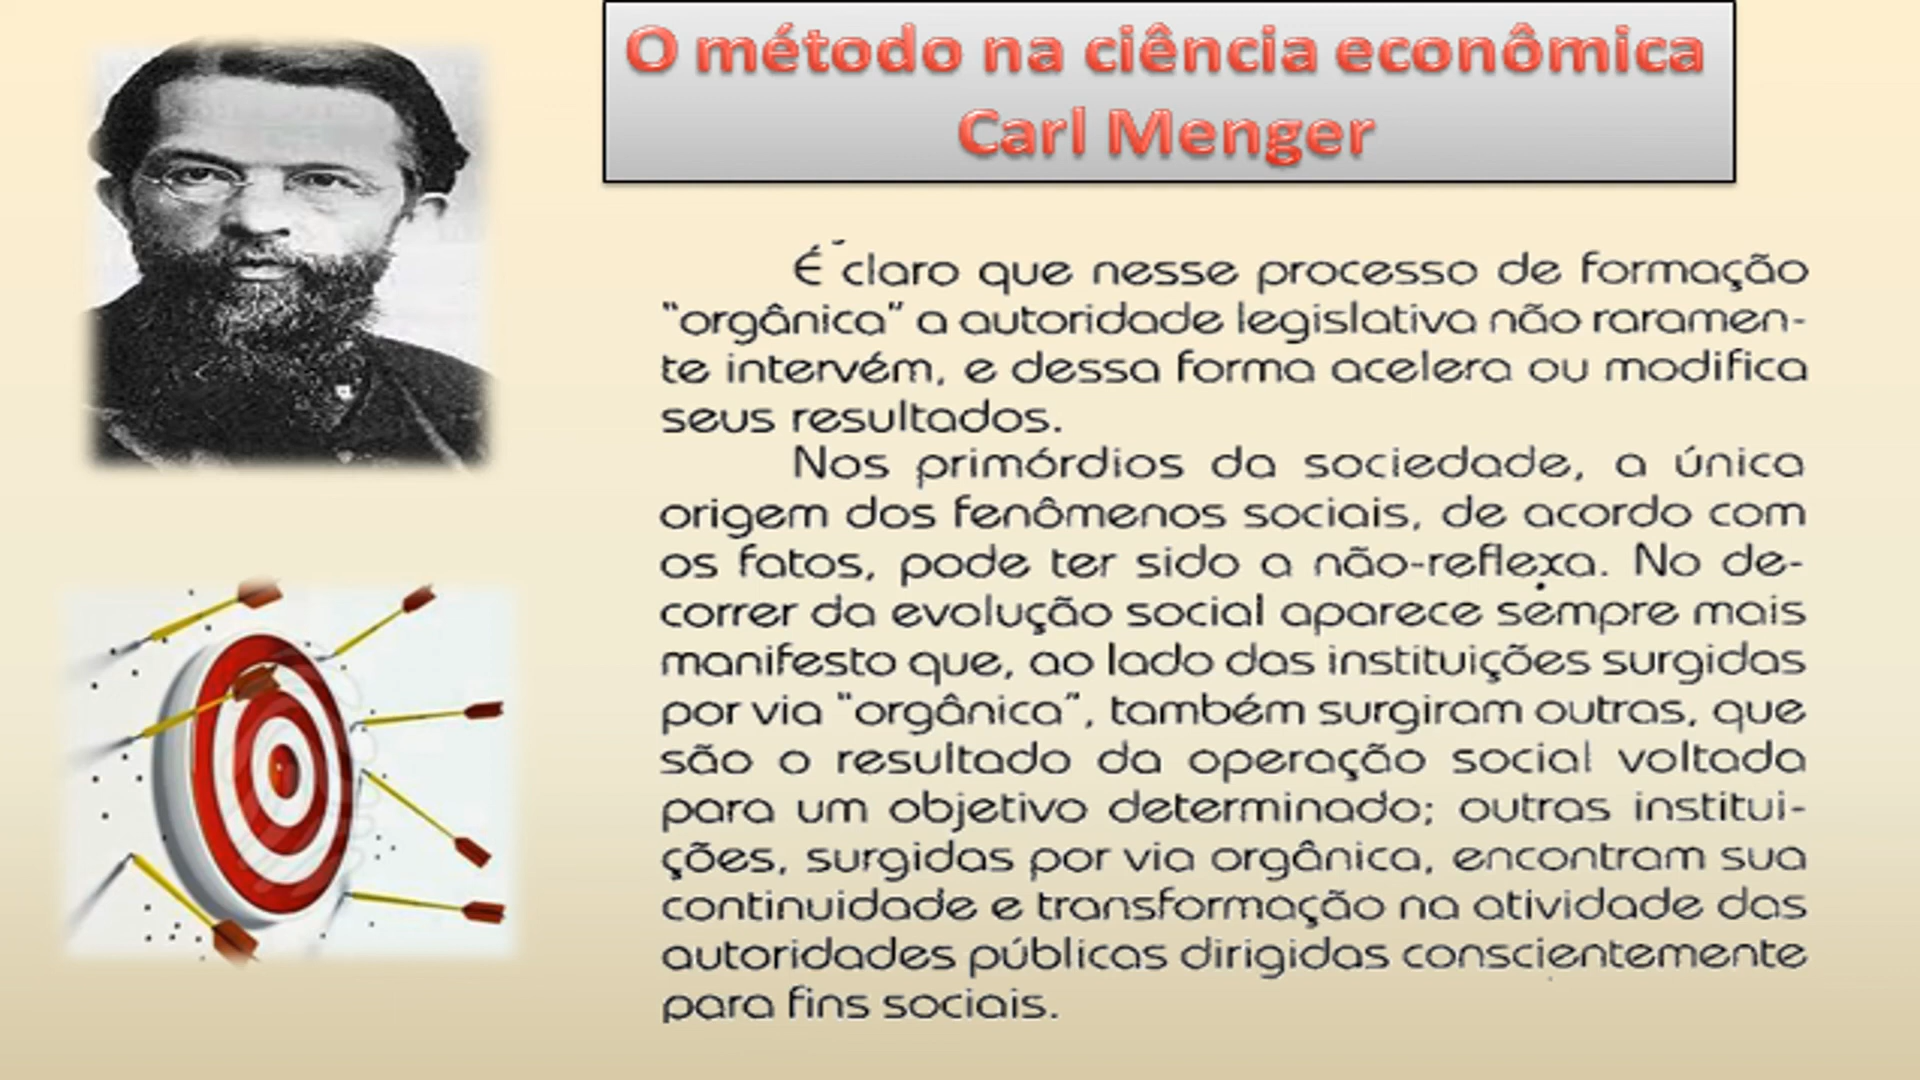 O método na ciência econômica
Carl Menger
É claro que nesse processo de formação
“orgânica” a autoridade legislativa não raramen-
te intervém, e dessa forma acelera ou modifica
seus resultados.
Nos primórdios da sociedade, a única
origem dos fenômenos sociais, de acordo com
os fatos, pode ter sido a não-reflexa. No de-
correr da evolução social aparece sempre mais
manifesto que, ao lado das instituições surgidas
por via “orgânica”, também surgiram outras, que
são o resultado da operação social voltada
para um objetivo determinado; outras institui-
ções, surgidas por via orgânica, encontram sua
continuidade e transformação na atividade das
autoridades públicas dirigidas conscientemente
para fins sociais.